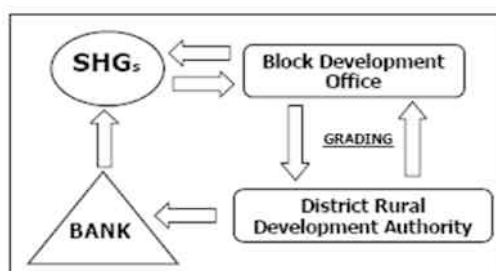 SHGs
Block Development
Office
GRADING
District Rural
Development Authority
BANK